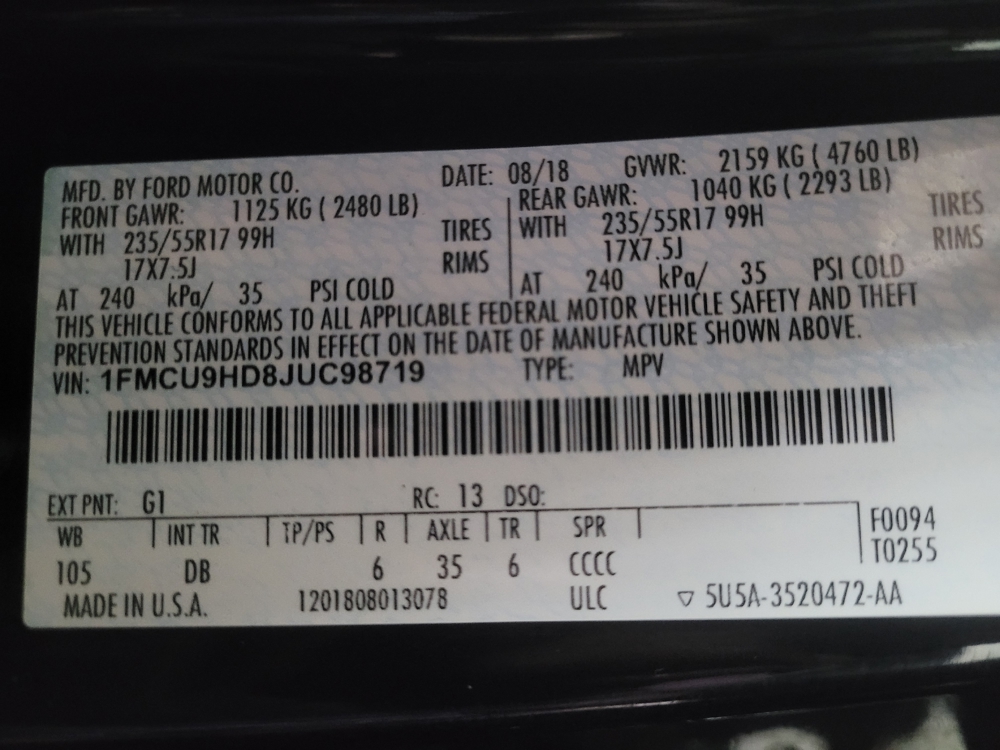 MFD. BY FORD MOTOR CO. DATE: 08/18 GVWR: 2159 KG ( 4760 LB)
FRONT GAWR: 1125 KG ( 2480 LB) REAR GAWR: 1040 KG ( 2293 LB)
WITH 235/55R17 99H TIRES WITH 235/55R17 99H TIRES
17X7.5J RIMS 17X7.5J RIMS
AT 240 kPa/ 35 PSI COLD AT 240 kPa/ 35 PSI COLD
THIS VEHICLE CONFORMS TO ALL APPLICABLE FEDERAL MOTOR VEHICLE SAFETY AND THEFT
PREVENTION STANDARDS IN EFFECT ON THE DATE OF MANUFACTURE SHOWN ABOVE.
VIN: 1FMCU9HD8JUC98719 TYPE: MPV
EXT PNT: G1 RC: 13 DSO:
WB INT TR TP/PS R AXLE TR SPR F0094
105 DB 6 35 6 CCCC T0255
MADE IN U.S.A. 1201808013078 ULC ▽ 5U5A-3520472-AA